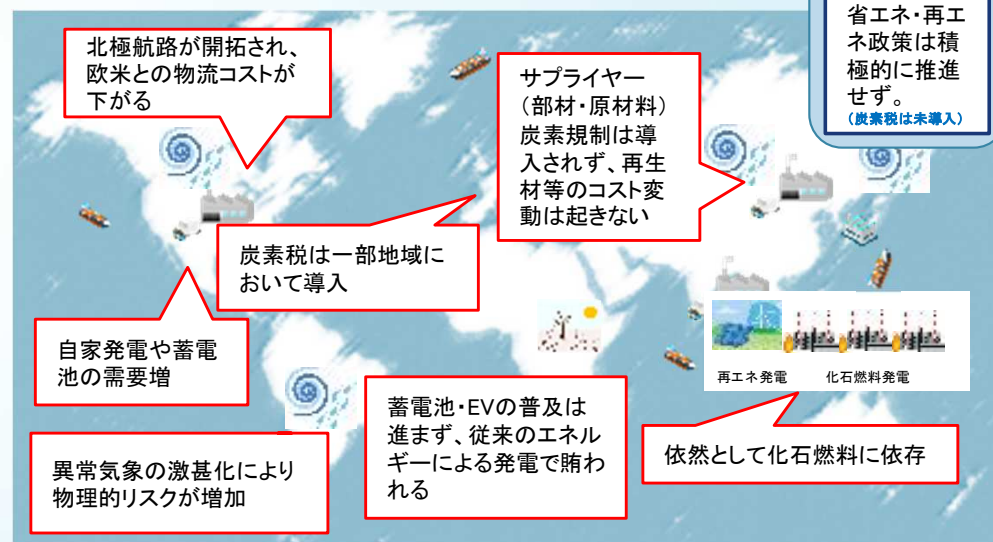 省エネ・再エ
ネ政策は積
極的に推進
せず。
(炭素税は未導入)
北極航路が開拓され、
欧米との物流コストが
下がる
サプライヤー
(部材・原材料)
炭素規制は導
入されず、再生
材等のコスト変
動は起きない
炭素税は一部地域に
おいて導入
自家発電や蓄電
池の需要増
再エネ発電
化石燃料発電
蓄電池・EVの普及は
進まず、従来のエネル
ギーによる発電で賄わ
れる
依然として化石燃料に依存
異常気象の激甚化により
物理的リスクが増加